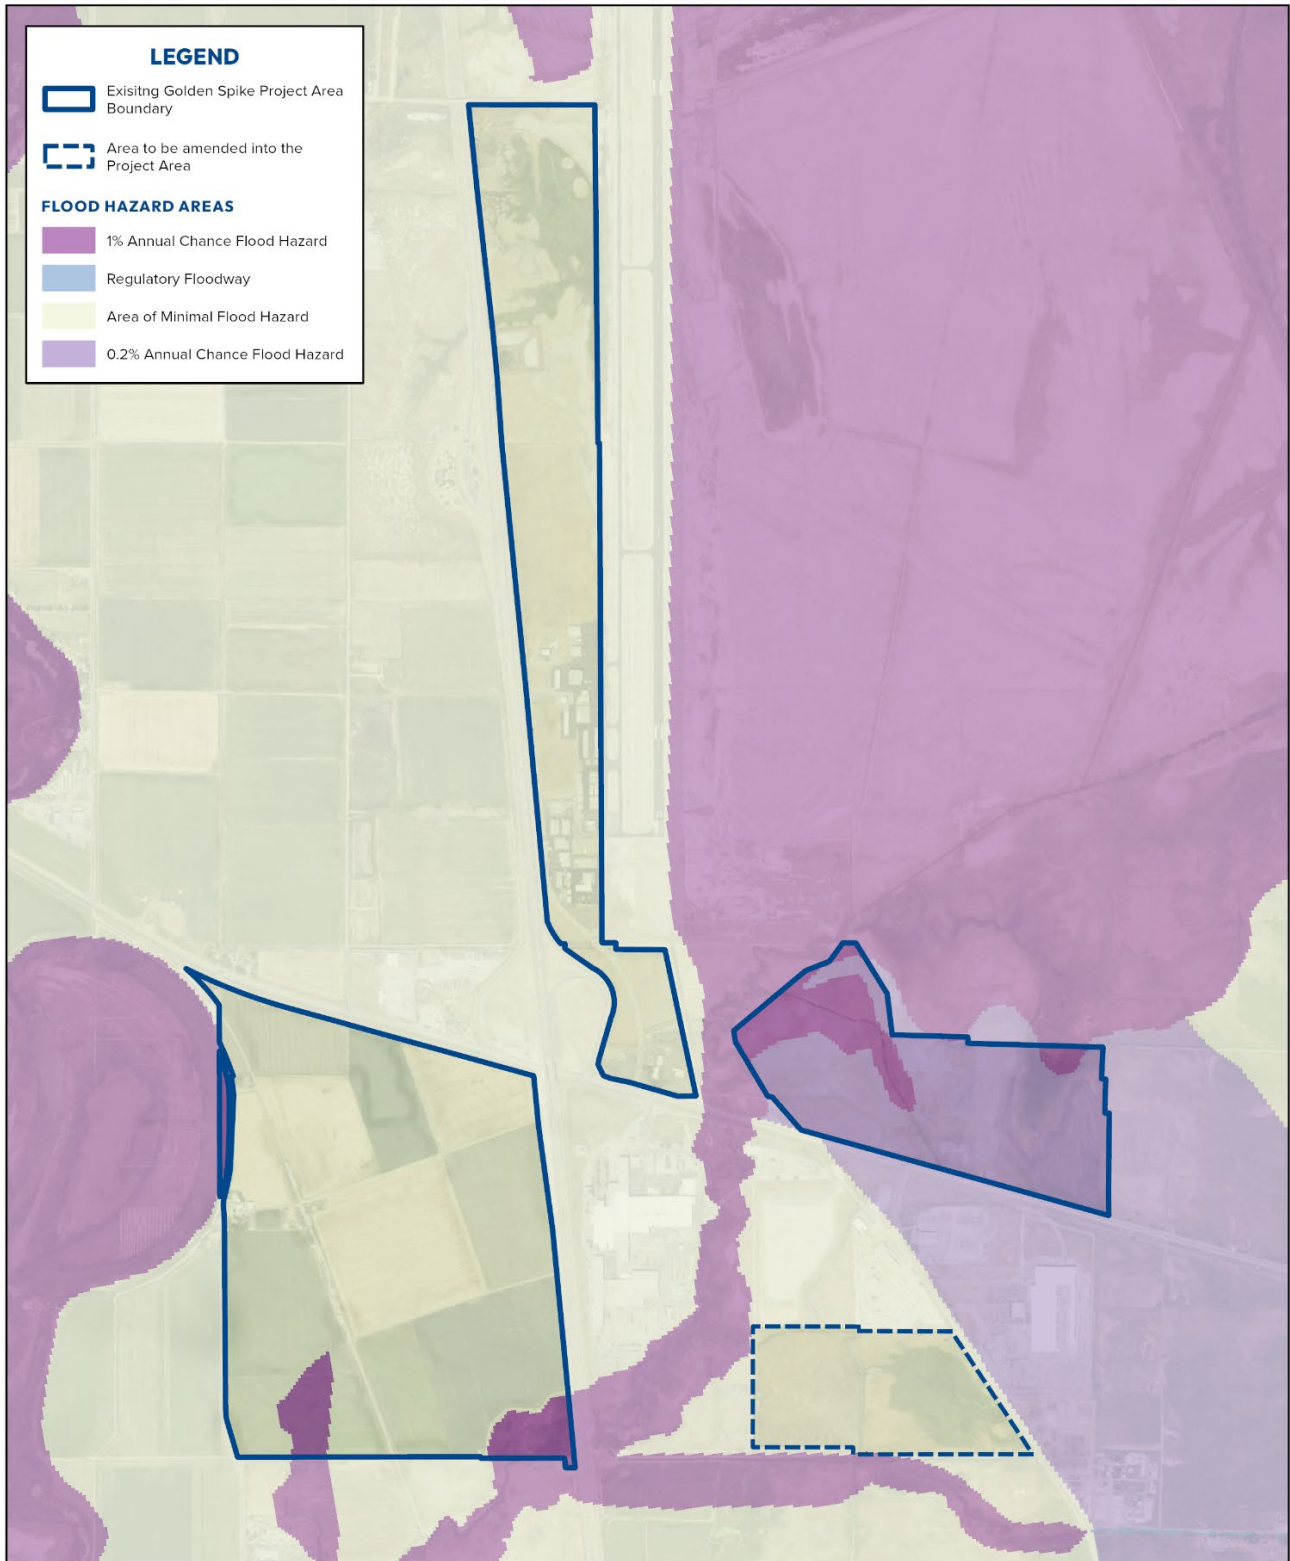 LEGEND
Exisitng Golden Spike Project Area
Boundary
Area to be amended into the
Project Area
FLOOD HAZARD AREAS
1% Annual Chance Flood Hazard
Regulatory Floodway
Area of Minimal Flood Hazard
0.2% Annual Chance Flood Hazard